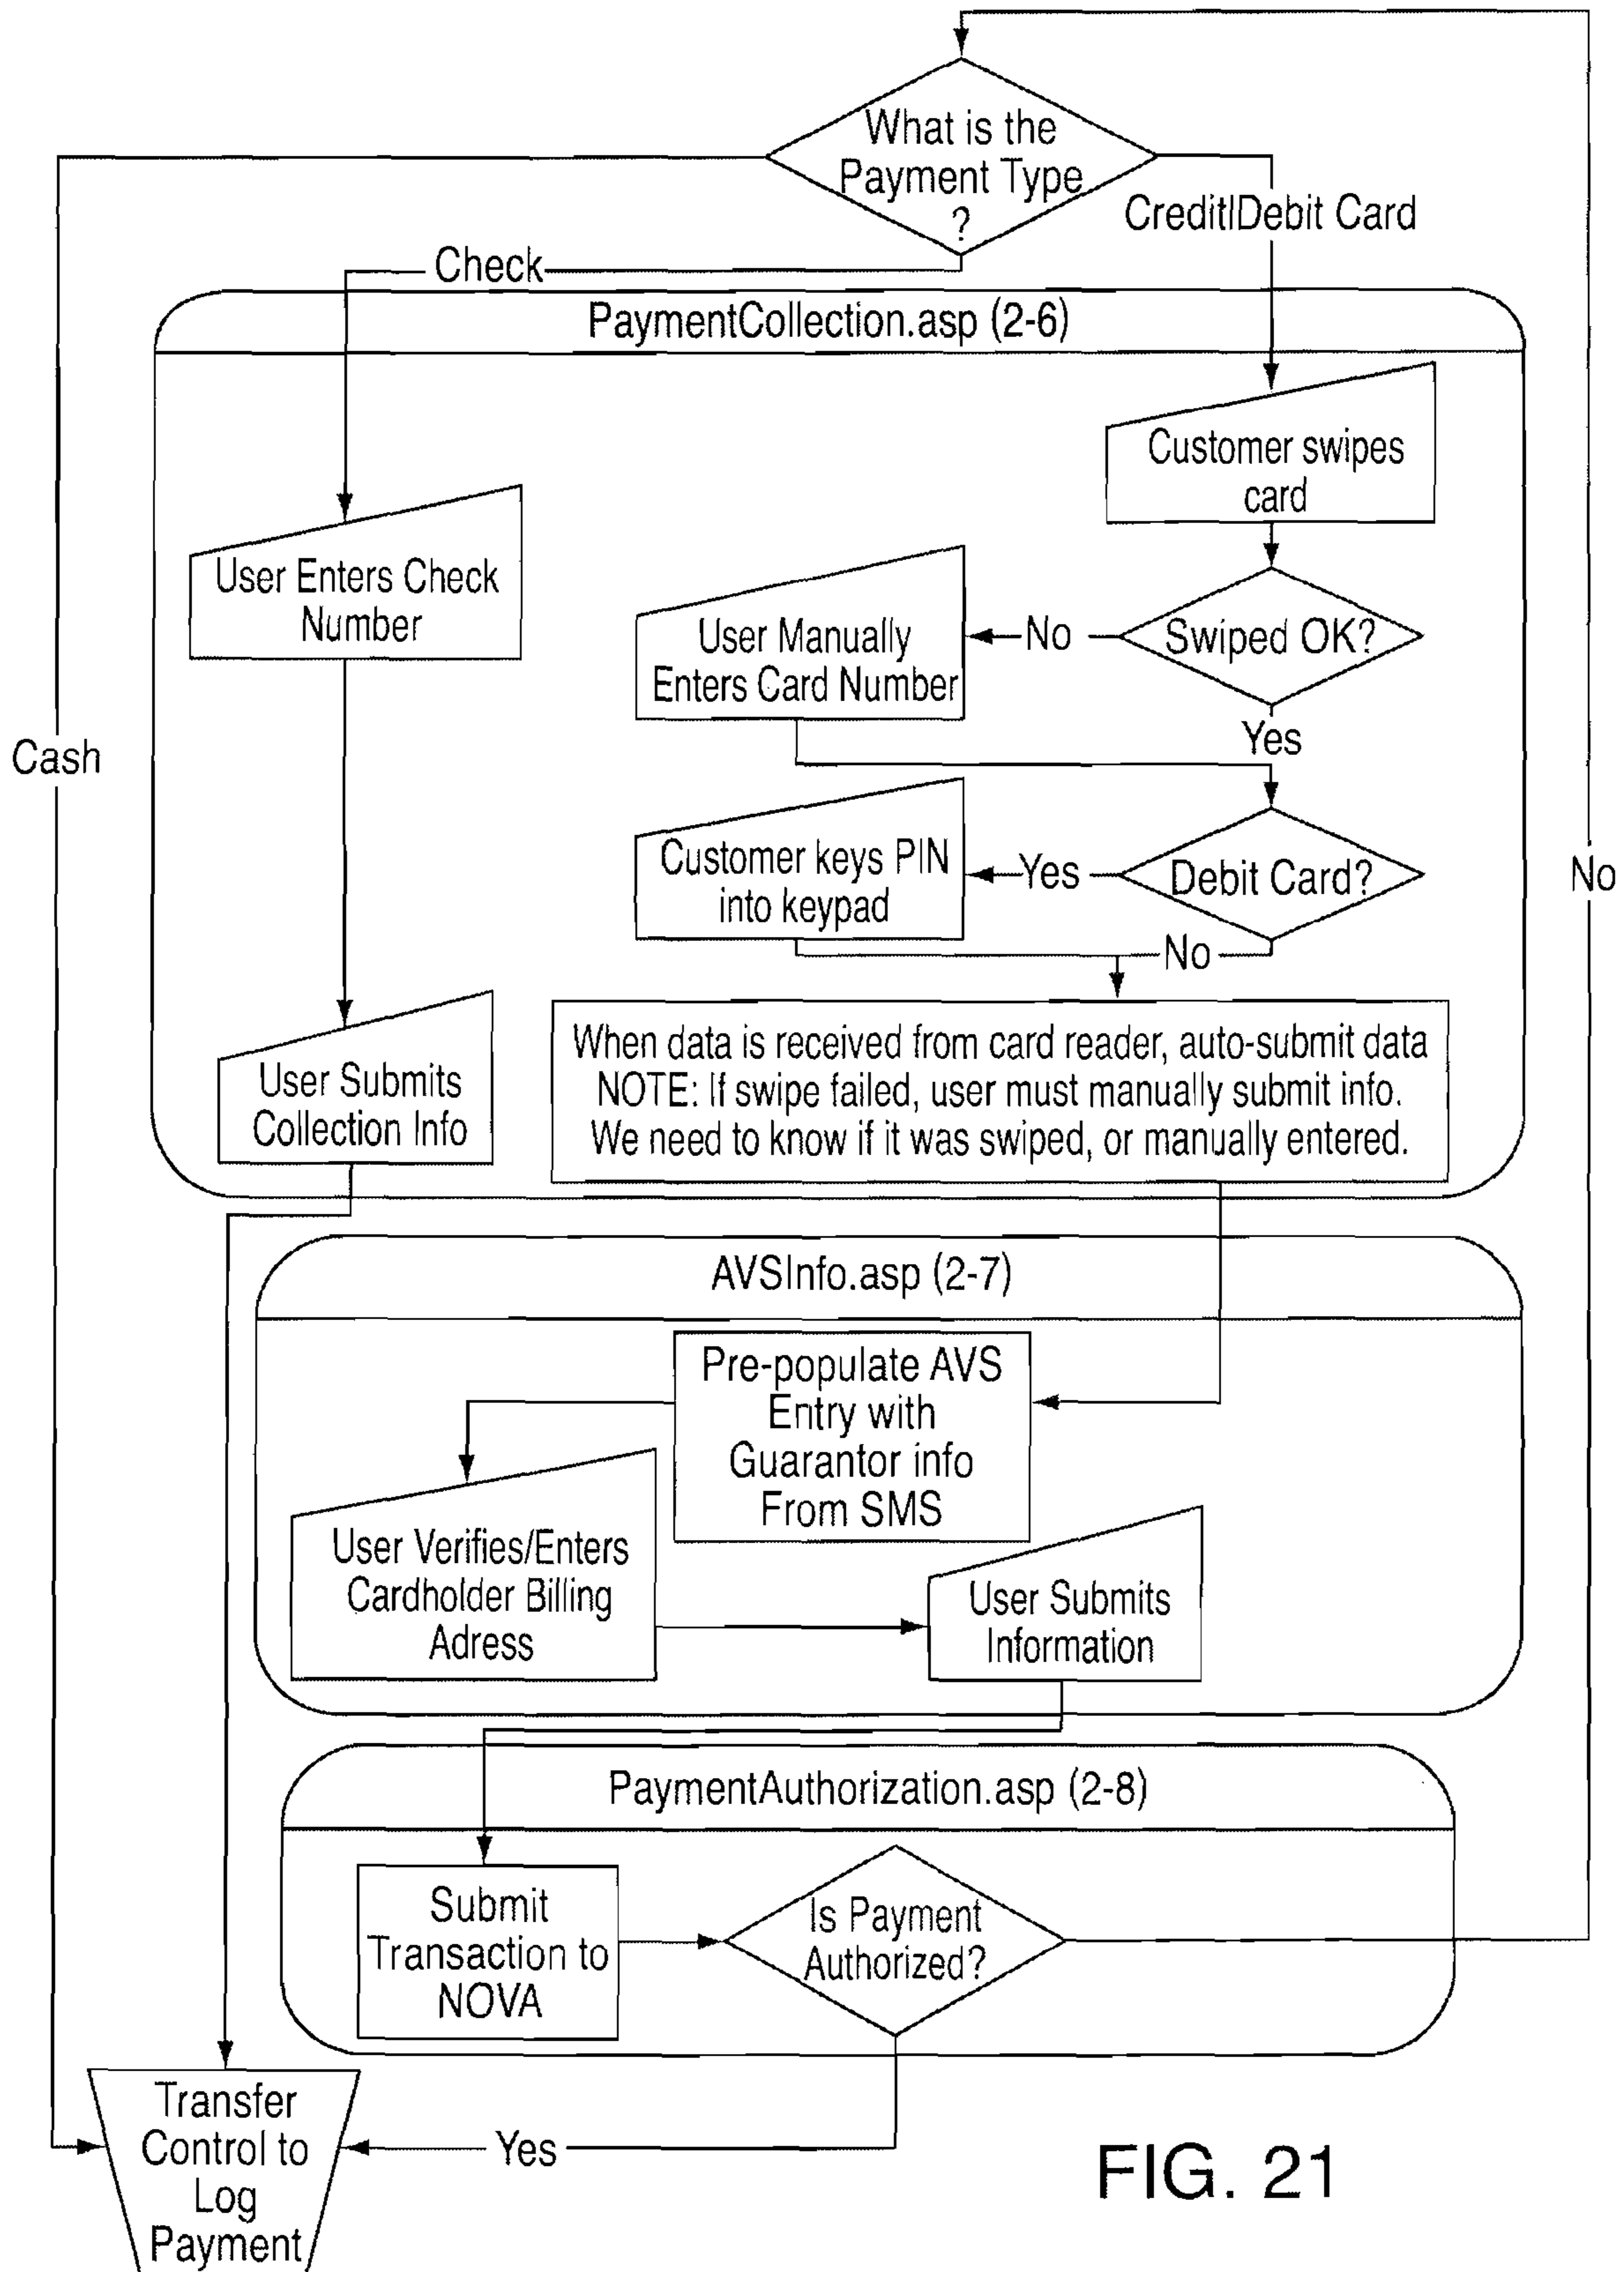 What is the
Payment Type
?
Credit|Debit Card
Check
PaymentCollection.asp (2-6)
Customer swipes
card
User Enters Check
Number
User Manually
Enters Card Number
No
Swiped OK?
Yes
Cash
Customer keys PIN
into keypad
Yes
Debit Card?
No
No
When data is received from card reader, auto-submit data
NOTE: If swipe failed, user must manually submit info.
We need to know if it was swiped, or manually entered.
User Submits
Collection Info
AVSInfo.asp (2-7)
Pre-populate AVS
Entry with
Guarantor info
From SMS
User Verifies/Enters
Cardholder Billing
Adress
User Submits
Information
PaymentAuthorization.asp (2-8)
Submit
Transaction to
NOVA
Is Payment
Authorized?
Transfer
Control to
Log
Payment
Yes
FIG. 21